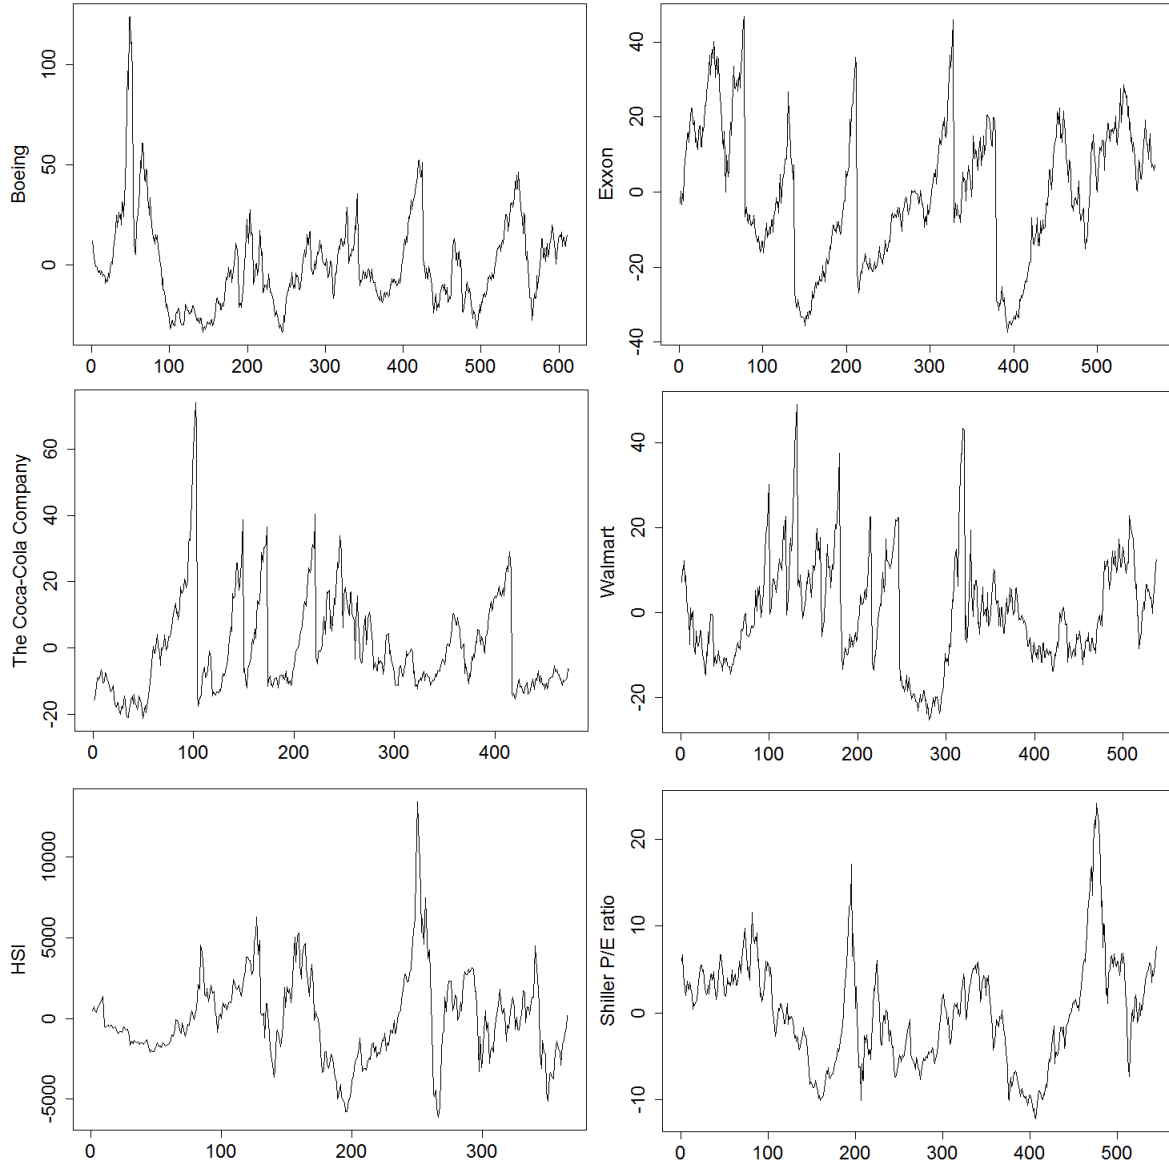 Boeing
0 50 100
0 100 200 300 400 500 600
Exxon
-40 -20 0 20 40
0 100 200 300 400 500
The Coca-Cola Company
-20 0 20 40 60
0 100 200 300 400
Walmart
-20 0 20 40
0 100 200 300 400 500
HSI
-5000 0 5000 10000
0 100 200 300
Shiller P/E ratio
-10 0 10 20
0 100 200 300 400 500